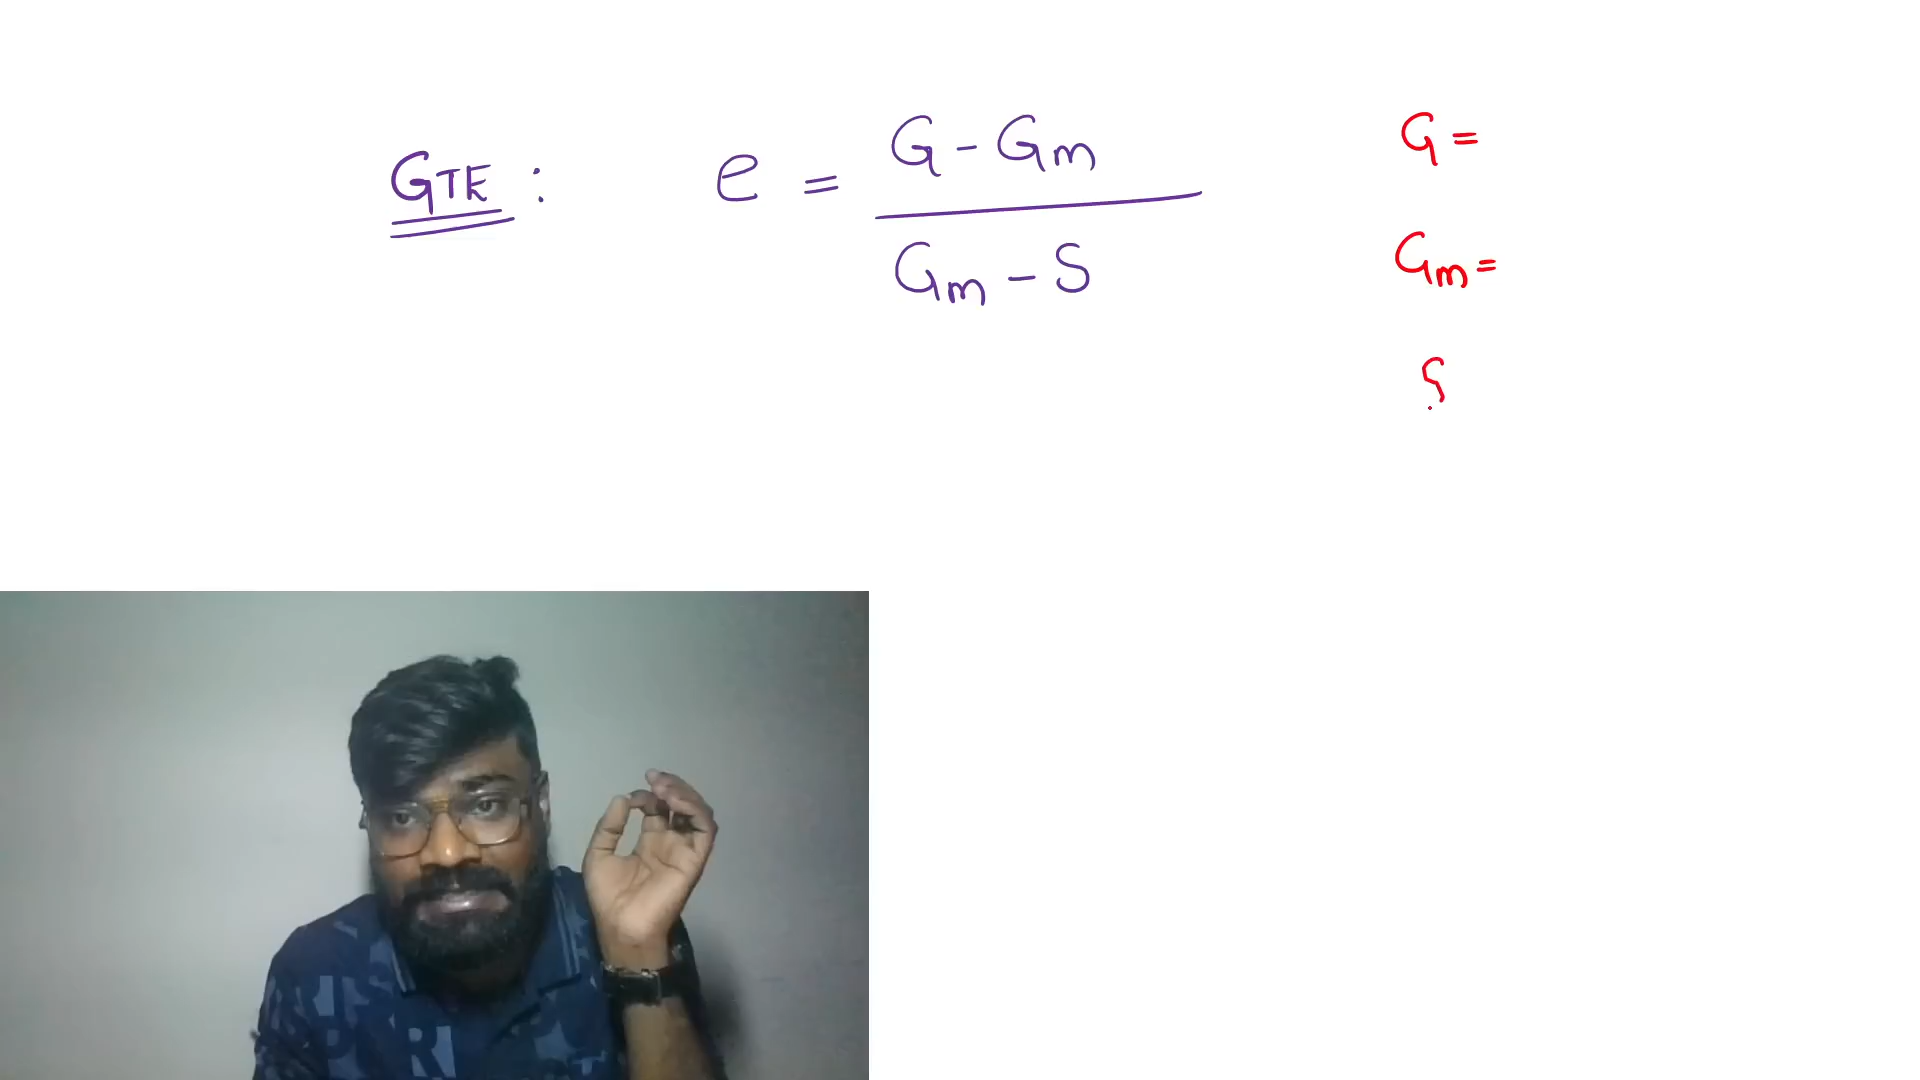 GTE : e = G - Gm / Gm - S
G =
Gm =
S